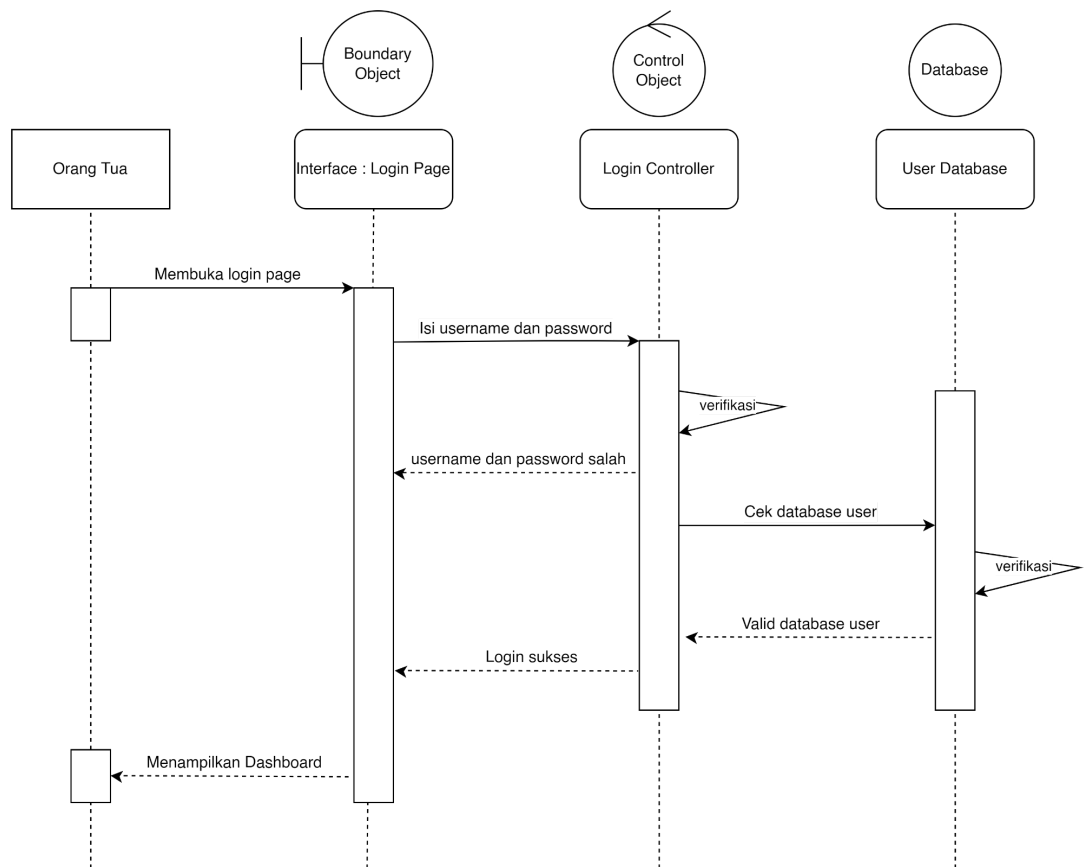 Boundary
Object
Control
Object
Database
Orang Tua
Interface : Login Page
Login Controller
User Database
Membuka login page
Isi username dan password
verifikasi
username dan password salah
Cek database user
verifikasi
Valid database user
Login sukses
Menampilkan Dashboard